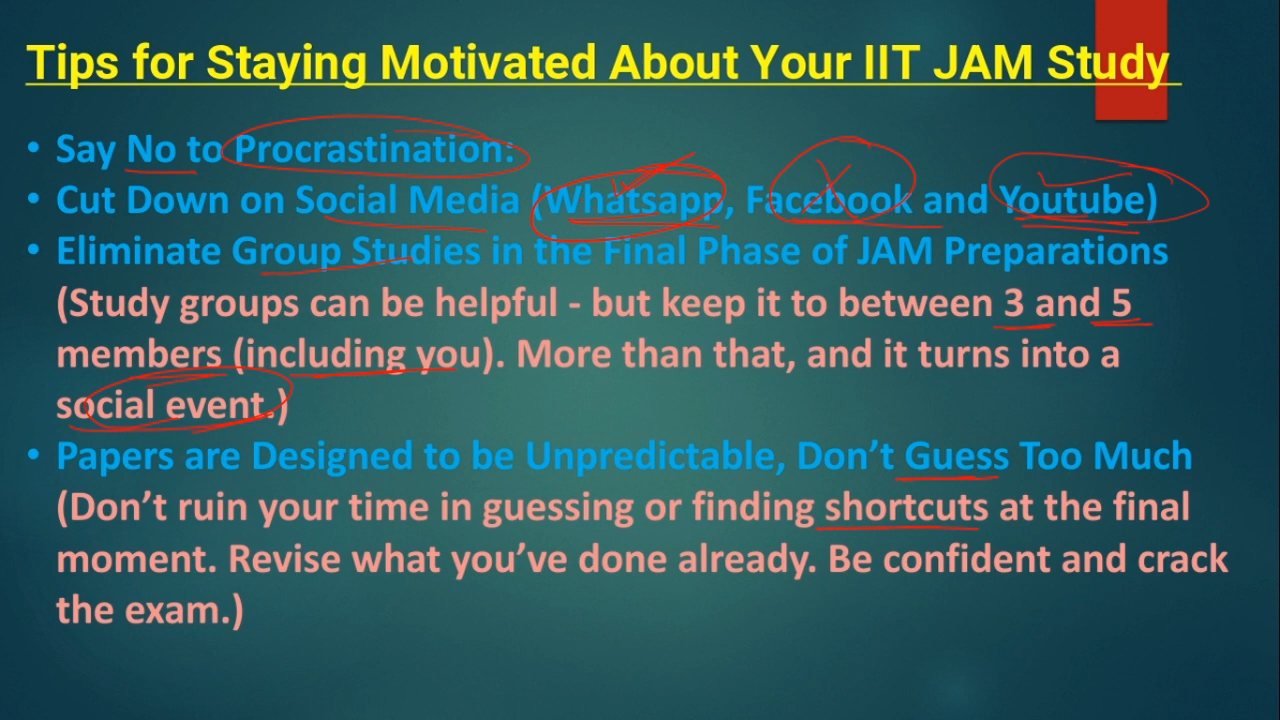 Tips for Staying Motivated About Your IIT JAM Study
• Say No to Procrastination:
• Cut Down on Social Media (Whatsapp, Facebook and Youtube)
• Eliminate Group Studies in the Final Phase of JAM Preparations
(Study groups can be helpful - but keep it to between 3 and 5
members (including you). More than that, and it turns into a
social event.)
• Papers are Designed to be Unpredictable, Don’t Guess Too Much
(Don’t ruin your time in guessing or finding shortcuts at the final
moment. Revise what you’ve done already. Be confident and crack
the exam.)